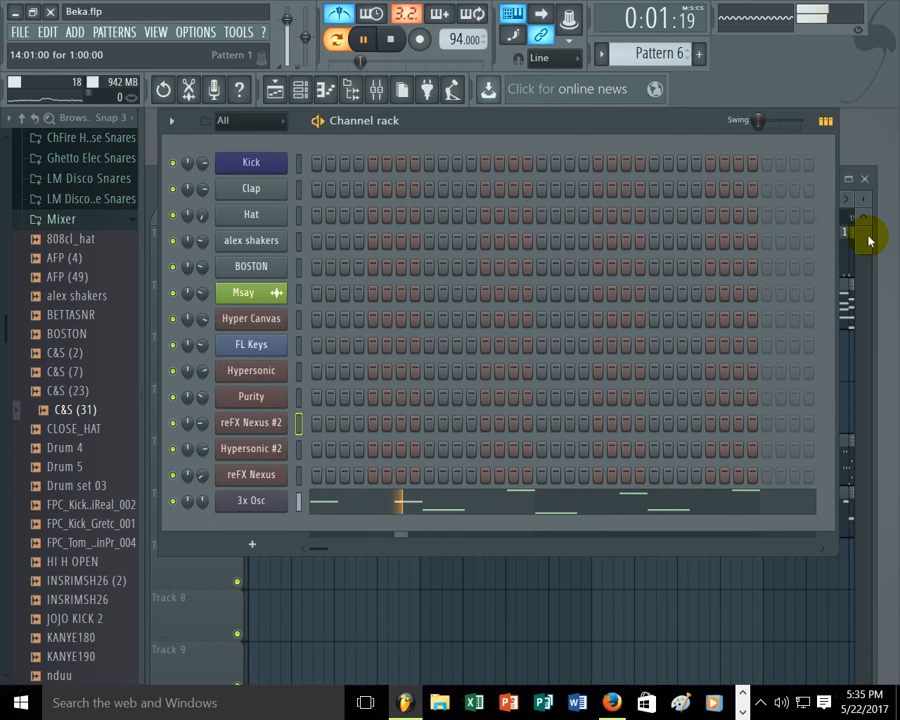 Beka.flp
FILE EDIT ADD PATTERNS VIEW OPTIONS TOOLS ?
14:01:00 for 1:00:00 Pattern 1
3.2.
94.000
0:01:19
M:S:CS
Line
Pattern 6
18 942 MB
0
Click for online news
Brows.. Snap 3
ChFire H..se Snares
Ghetto Elec Snares
LM Disco Snares
LM Disco..e Snares
Mixer
808cl_hat
AFP (4)
AFP (49)
alex shakers
BETTASNR
BOSTON
C&S (2)
C&S (7)
C&S (23)
C&S (31)
CLOSE_HAT
Drum 4
Drum 5
Drum set 03
FPC_Kick..iReal_002
FPC_Kick_Gretc_001
FPC_Tom_..inPr_004
HI H OPEN
INSRIMSH26 (2)
INSRIMSH26
JOJO KICK 2
KANYE180
KANYE190
nduu
All
Channel rack
Swing
Kick
Clap
Hat
alex shakers
BOSTON
Msay
Hyper Canvas
FL Keys
Hypersonic
Purity
reFX Nexus #2
Hypersonic #2
reFX Nexus
3x Osc
Track 8
Track 9
Search the web and Windows
5:35 PM
5/22/2017